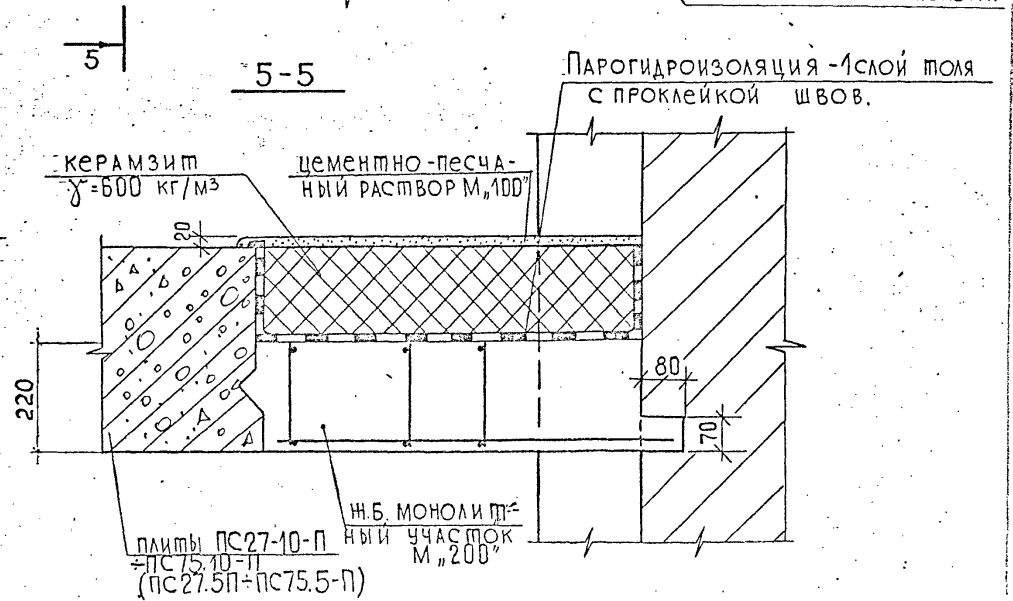 5
5-5
ПАРОГИДРОИЗОЛЯЦИЯ-1СЛОЙ ТОЛЯ
С ПРОКЛЕЙКОЙ ШВОВ.
КЕРАМЗИТ
γ=600 кг/м3
ЦЕМЕНТНО-ПЕСЧА-
НЫЙ РАСТВОР М„100"
20
220
80
70
Ж.Б. МОНОЛИТ-
НЫЙ УЧАСТОК
М„200"
ПЛИТЫ ПС27-10-П
÷ПС75.10-П
(ПС27.5П÷ПС75.5-П)